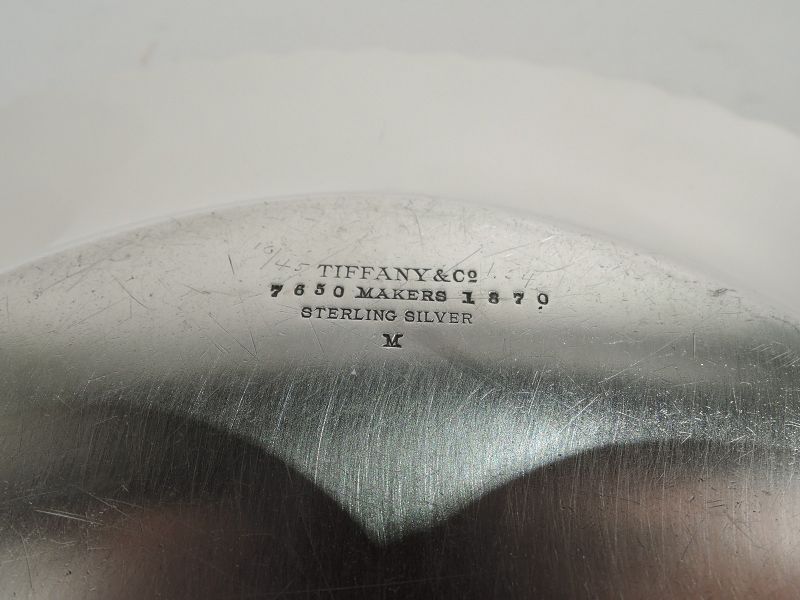 TIFFANY & Cº
7650 MAKERS 1870
STERLING SILVER
M